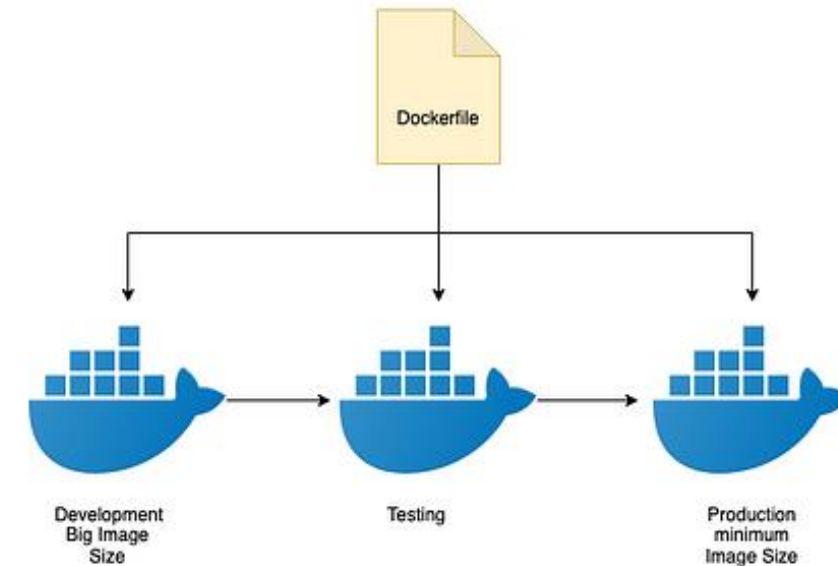 Dockerfile
Development
Big Image
Size
Testing
Production
minimum
Image Size